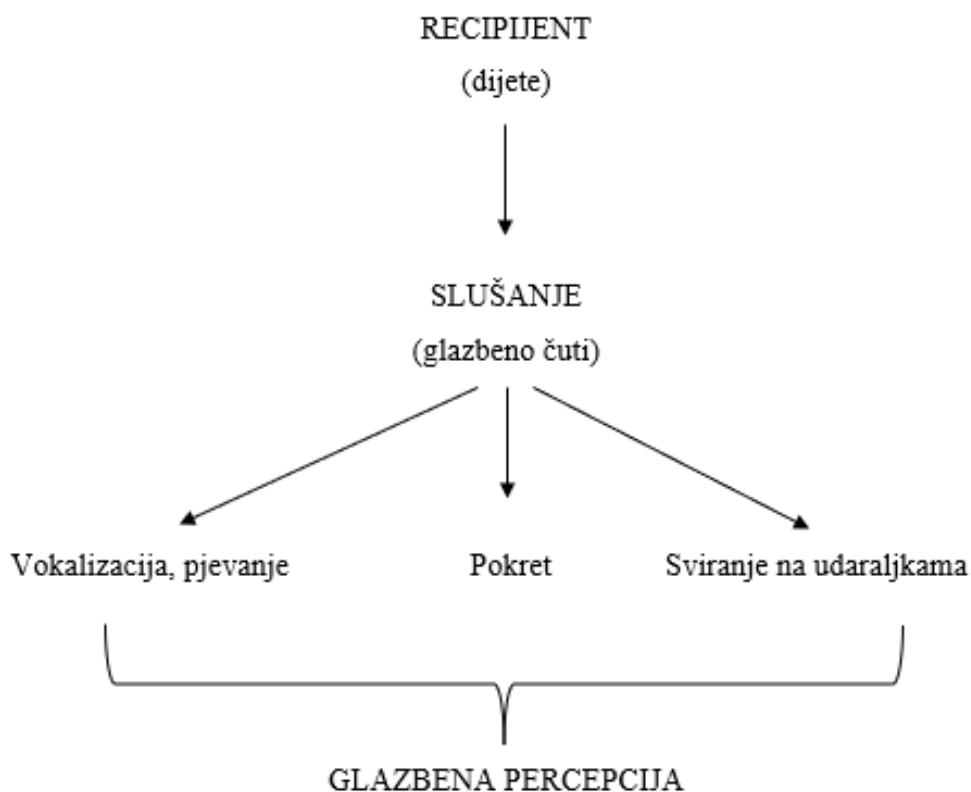 RECIPIJENT
(dijete)
SLUŠANJE
(glazbeno čuti)
Vokalizacija, pjevanje
Pokret
Sviranje na udaraljkama
GLAZBENA PERCEPCIJA